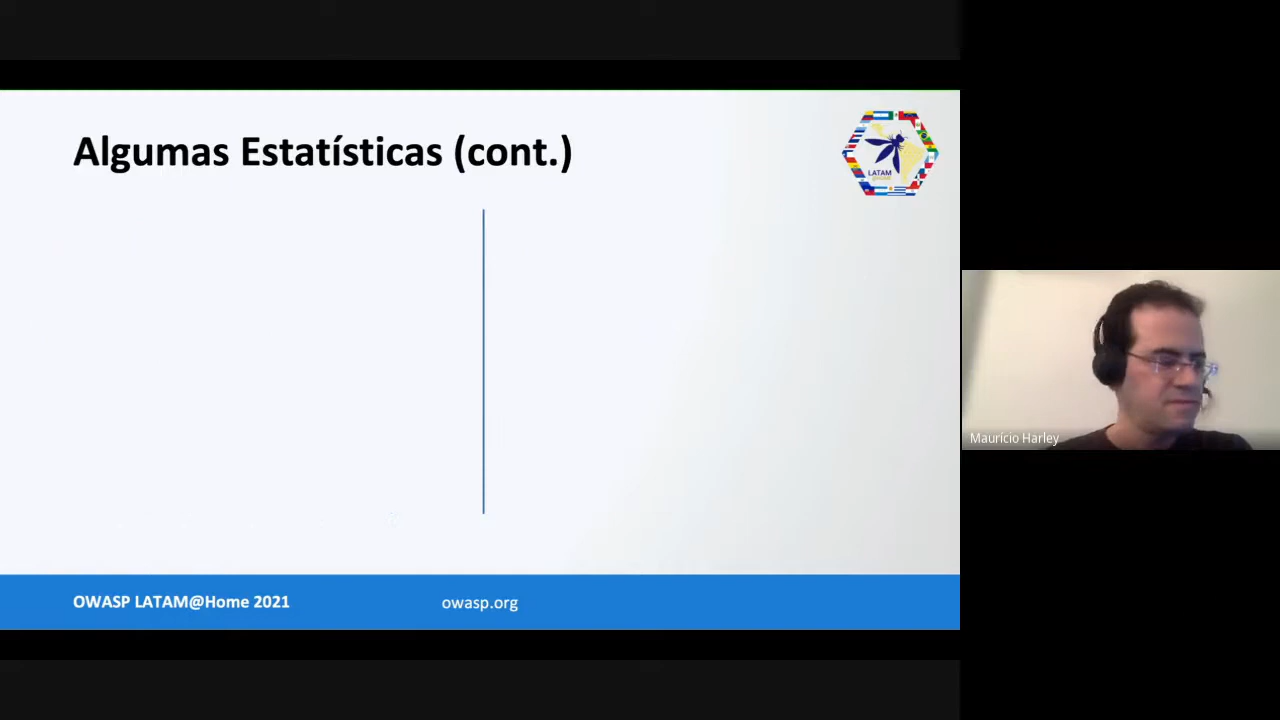 Algumas Estatísticas (cont.)
LATAM
Maurício Harley
OWASP LATAM@Home 2021
owasp.org